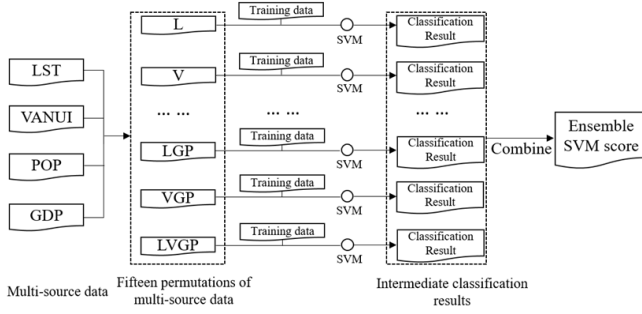 LST
VANUI
POP
GDP
Multi-source data
L
V
... ...
LGP
VGP
LVGP
Fifteen permutations of
multi-source data
Training data
SVM
Training data
SVM
... ...
Training data
SVM
Training data
SVM
Training data
SVM
Classification
Result
Classification
Result
... ...
Classification
Result
Classification
Result
Classification
Result
Intermediate classification
results
Combine
Ensemble
SVM score